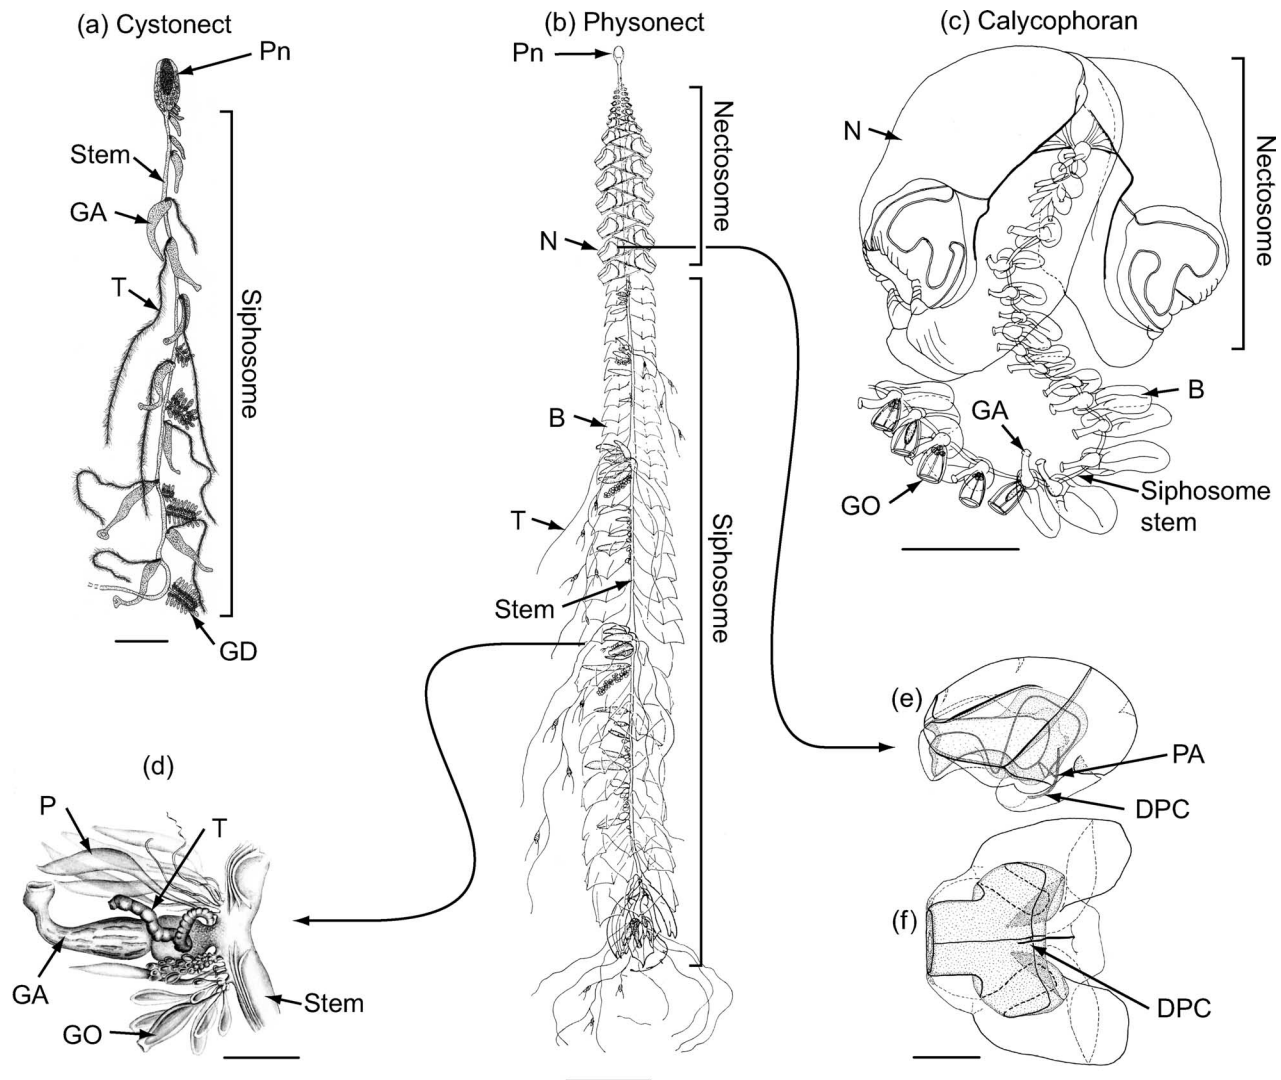 (a) Cystonect
Pn
Stem
GA
T
Siphosome
GD
(b) Physonect
Pn
Nectosome
N
B
T
Stem
Siphosome
(c) Calycophoran
N
Nectosome
B
GA
GO
Siphosome
stem
(d)
P
T
GA
GO
Stem
(e)
PA
DPC
(f)
DPC